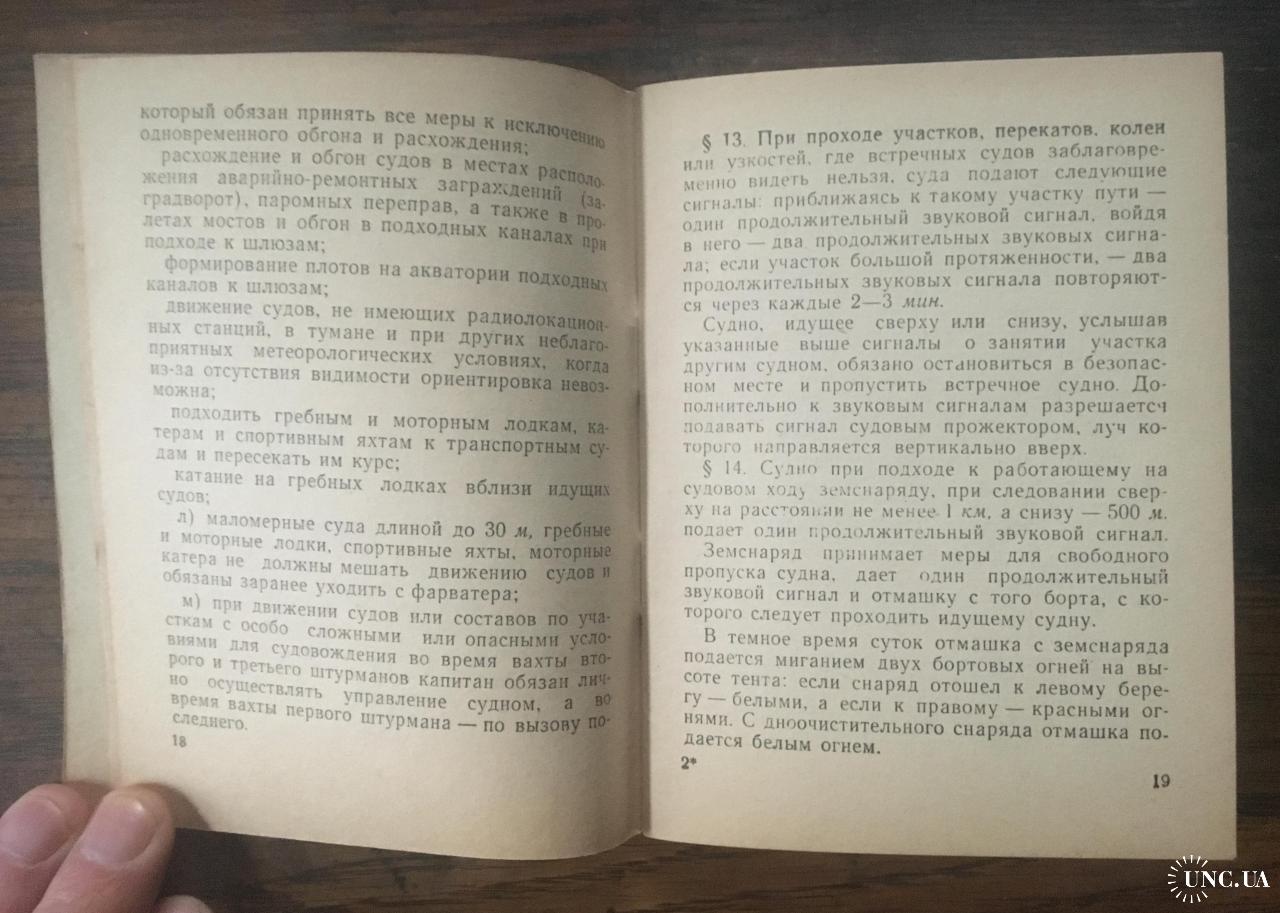 который обязан принять все меры к исключению
одновременного обгона и расхождения;
расхождение и обгон судов в местах располо-
жения аварийно-ремонтных заграждений (за-
градворот), паромных переправ, а также в про-
летах мостов и обгон в подходных каналах при
подходе к шлюзам;
формирование плотов на акватории подходных
каналов к шлюзам;
движение судов, не имеющих радиолокацион-
ных станций, в тумане и при других неблаго-
приятных метеорологических условиях, когда
из-за отсутствия видимости ориентировка невоз-
можна;
подходить гребным и моторным лодкам, ка-
терам и спортивным яхтам к транспортным су-
дам и пересекать им курс;
катание на гребных лодках вблизи идущих
судов;
л) маломерные суда длиной до 30 м, гребные
и моторные лодки, спортивные яхты, моторные
катера не должны мешать движению судов и
обязаны заранее уходить с фарватера;
м) при движении судов или составов по уча-
сткам с особо сложными или опасными усло-
виями для судовождения во время вахты вто-
рого и третьего штурманов капитан обязан лич-
но осуществлять управление судном, а во
время вахты первого штурмана — по вызову по-
следнего.
18
§ 13. При проходе участков, перекатов, колен
или узкостей, где встречных судов заблаговре-
менно видеть нельзя, суда подают следующие
сигналы: приближаясь к такому участку пути —
один продолжительный звуковой сигнал, войдя
в него — два продолжительных звуковых сигна-
ла; если участок большой протяженности, — два
продолжительных звуковых сигнала повторяют-
ся через каждые 2—3 мин.
Судно, идущее сверху или снизу, услышав
указанные выше сигналы о занятии участка
другим судном, обязано остановиться в безопас-
ном месте и пропустить встречное судно. До-
полнительно к звуковым сигналам разрешается
подавать сигнал судовым прожектором, луч ко-
торого направляется вертикально вверх.
§ 14. Судно при подходе к работающему на
судовом ходу земснаряду, при следовании свер-
ху на расстоянии не менее 1 км, а снизу — 500 м.
подает один продолжительный звуковой сигнал.
Земснаряд принимает меры для свободного
пропуска судна, дает один продолжительный
звуковой сигнал и отмашку с того борта, с ко-
торого следует проходить идущему судну.
В темное время суток отмашка с земснаряда
подается миганием двух бортовых огней на вы-
соте тента: если снаряд отошел к левому бере-
гу — белыми, а если к правому — красными ог-
нями. С дноочистительного снаряда отмашка по-
дается белым огнем.
2*
19
UNC.UA